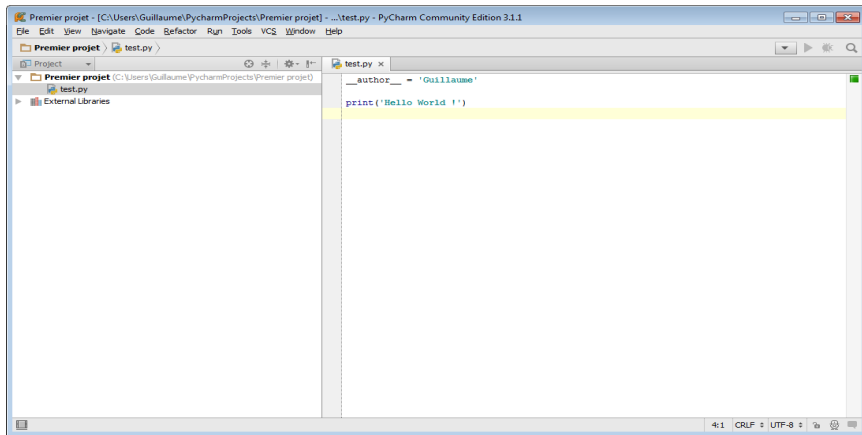 Premier projet - [C:\Users\Guillaume\PycharmProjects\Premier projet] - ...\test.py - PyCharm Community Edition 3.1.1
File Edit View Navigate Code Refactor Run Tools VCS Window Help
Premier projet test.py
Project
test.py
Premier projet (C:\Users\Guillaume\PycharmProjects\Premier projet)
test.py
External Libraries
__author__ = 'Guillaume'
print('Hello World !')
4:1 CRLF UTF-8